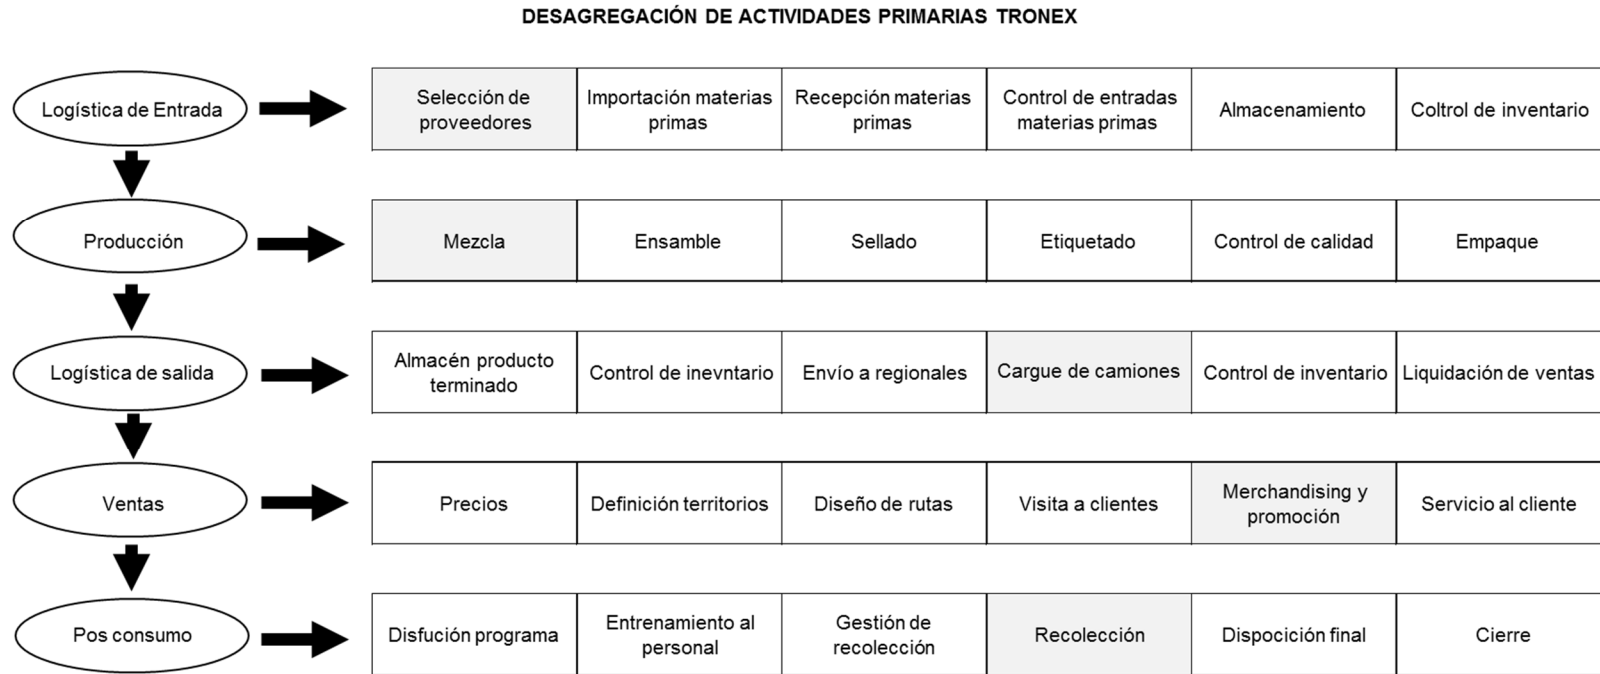 DESAGREGACIÓN DE ACTIVIDADES PRIMARIAS TRONEX
Logística de Entrada
Selección de
proveedores
Importación materias
primas
Recepción materias
primas
Control de entradas
materias primas
Almacenamiento
Coltrol de inventario
Producción
Mezcla
Ensamble
Sellado
Etiquetado
Control de calidad
Empaque
Logística de salida
Almacén producto
terminado
Control de inevntario
Envío a regionales
Cargue de camiones
Control de inventario
Liquidación de ventas
Ventas
Precios
Definición territorios
Diseño de rutas
Visita a clientes
Merchandising y
promoción
Servicio al cliente
Pos consumo
Disfución programa
Entrenamiento al
personal
Gestión de
recolección
Recolección
Dispocición final
Cierre